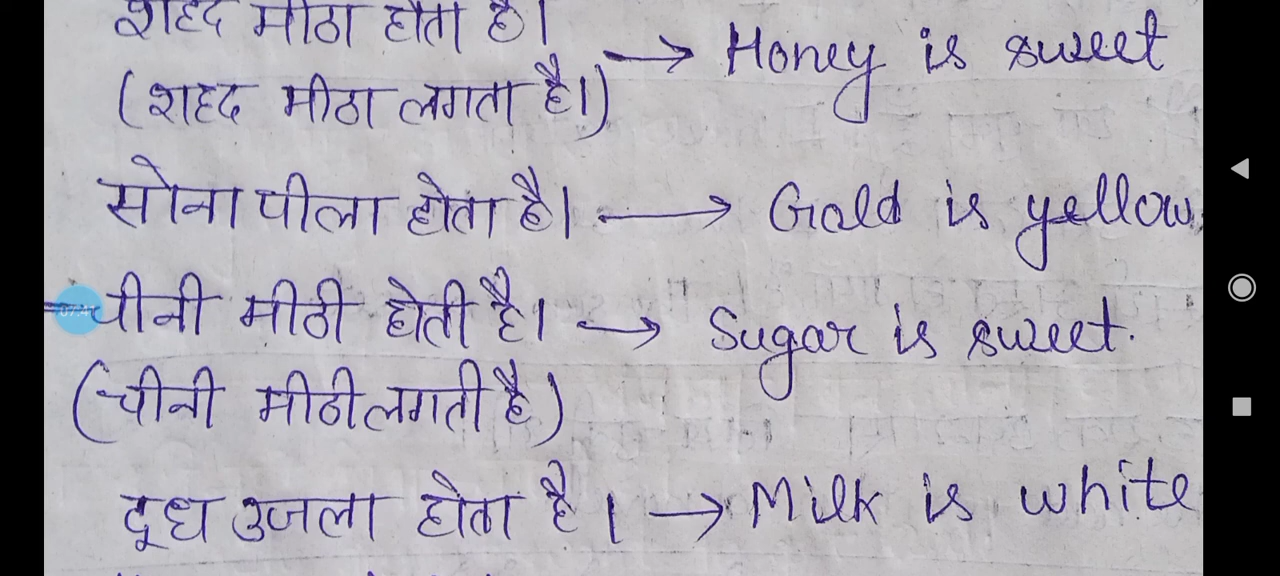 शहद मीठा होता है। → Honey is sweet
(शहद मीठा लगता है।)
सोना पीला होता है। → Gold is yellow
चीनी मीठी होती है। → Sugar is sweet.
(चीनी मीठी लगती है)
दूध उजला होता है। → Milk is white